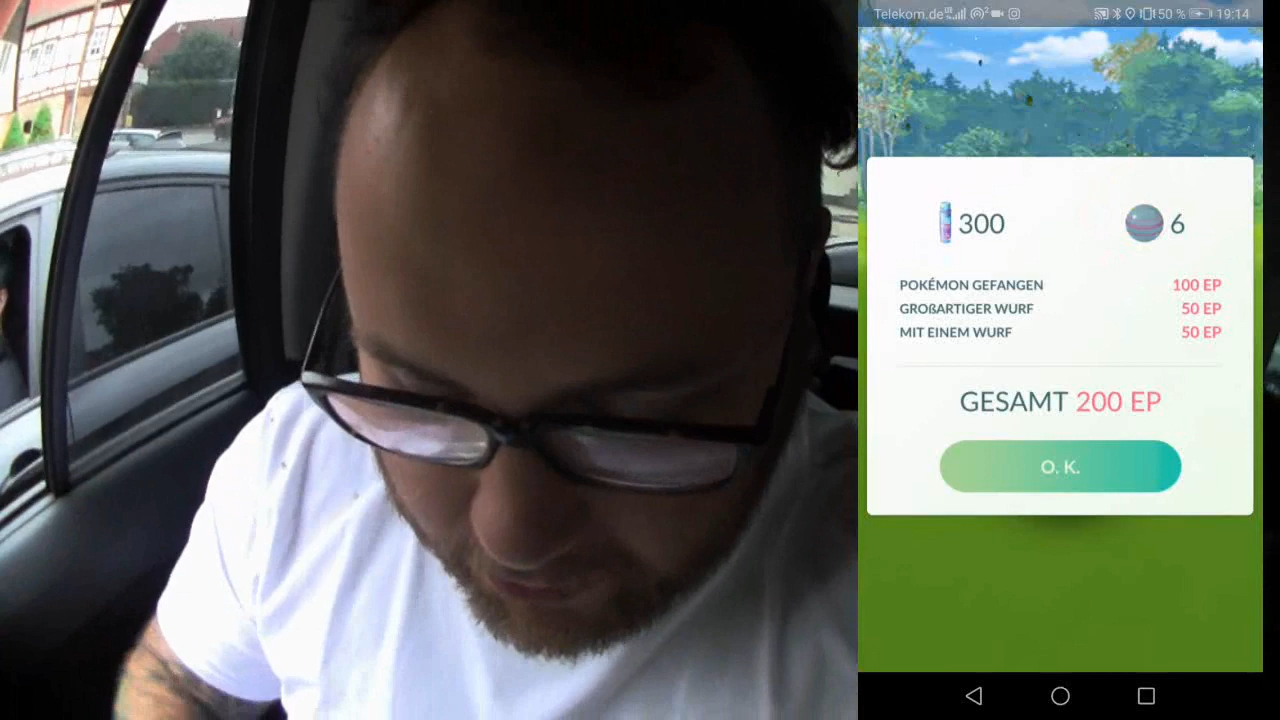 Telekom.de 50 % 19:14
300 6
POKÉMON GEFANGEN 100 EP
GROßARTIGER WURF 50 EP
MIT EINEM WURF 50 EP
GESAMT 200 EP
O. K.